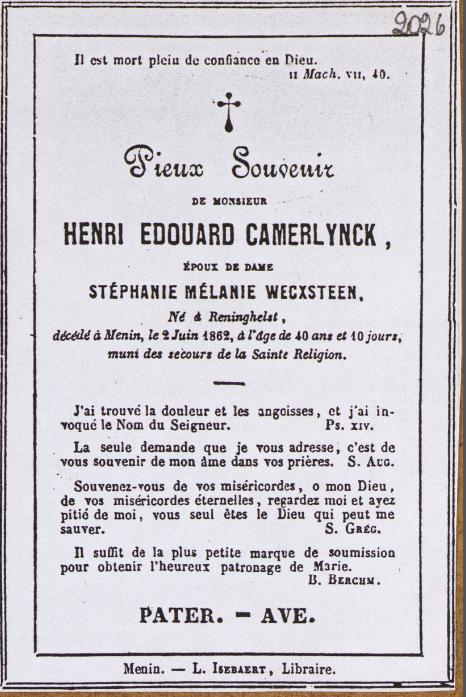 2026
Il est mort plein de confiance en Dieu.
II Mach. VII, 40.
Pieux Souvenir
DE MONSIEUR
HENRI EDOUARD CAMERLYNCK,
ÉPOUX DE DAME
STÉPHANIE MÉLANIE WECXSTEEN,
Né à Reninghelst,
décédé à Menin, le 2 Juin 1862, à l'âge de 40 ans et 10 jours,
muni des secours de la Sainte Religion.
J'ai trouvé la douleur et les angoisses, et j'ai in-
voqué le Nom du Seigneur. Ps. XIV.
La seule demande que je vous adresse, c'est de
vous souvenir de mon âme dans vos prières. S. AUG.
Souvenez-vous de vos miséricordes, o mon Dieu,
de vos miséricordes éternelles, regardez moi et ayez
pitié de moi, vous seul êtes le Dieu qui peut me
sauver. S. GRÉG.
Il suffit de la plus petite marque de soumission
pour obtenir l'heureux patronage de Marie.
B. BERCHM.
PATER. - AVE.
Menin. — L. ISEBAERT, Libraire.